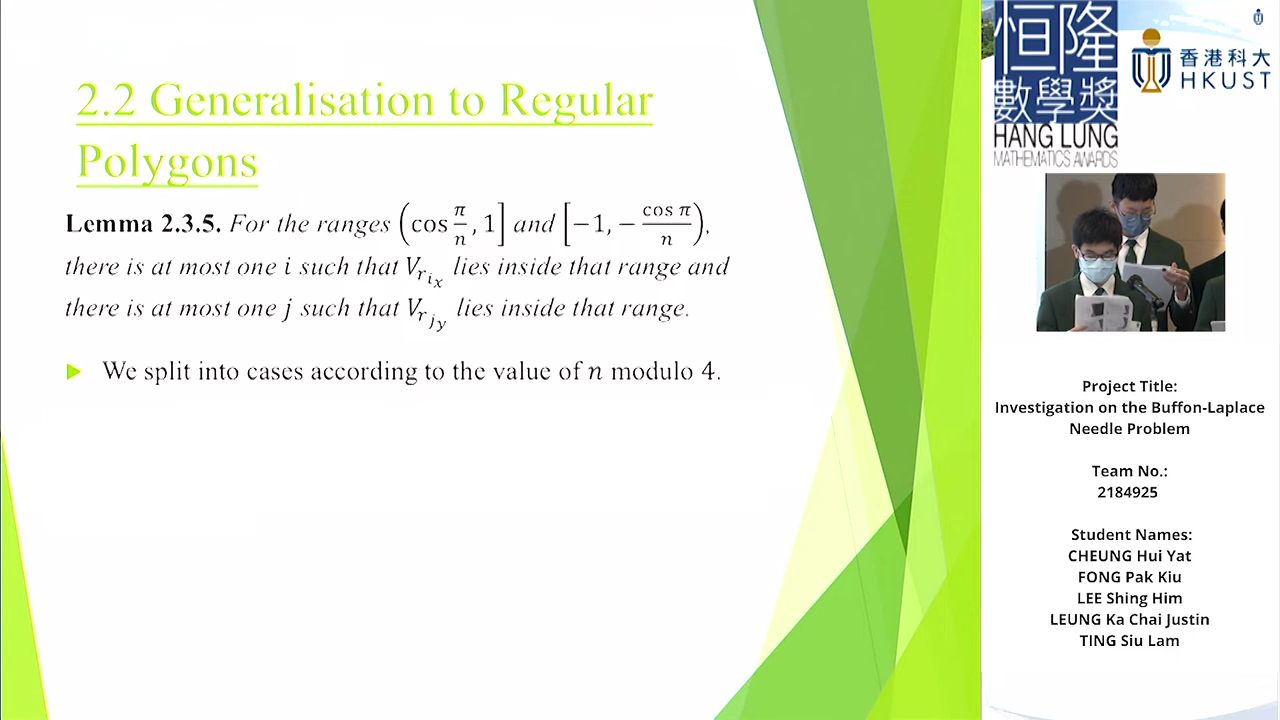 2.2 Generalisation to Regular
Polygons
Lemma 2.3.5. For the ranges (cos π/n, 1] and [−1, − cos π/n),
there is at most one i such that V_{r_{i_x}} lies inside that range and
there is at most one j such that V_{r_{j_y}} lies inside that range.
We split into cases according to the value of n modulo 4.
恒隆
數學獎
HANG LUNG
MATHEMATICS AWARDS
香港科大
HKUST
Project Title:
Investigation on the Buffon-Laplace
Needle Problem
Team No.:
2184925
Student Names:
CHEUNG Hui Yat
FONG Pak Kiu
LEE Shing Him
LEUNG Ka Chai Justin
TING Siu Lam